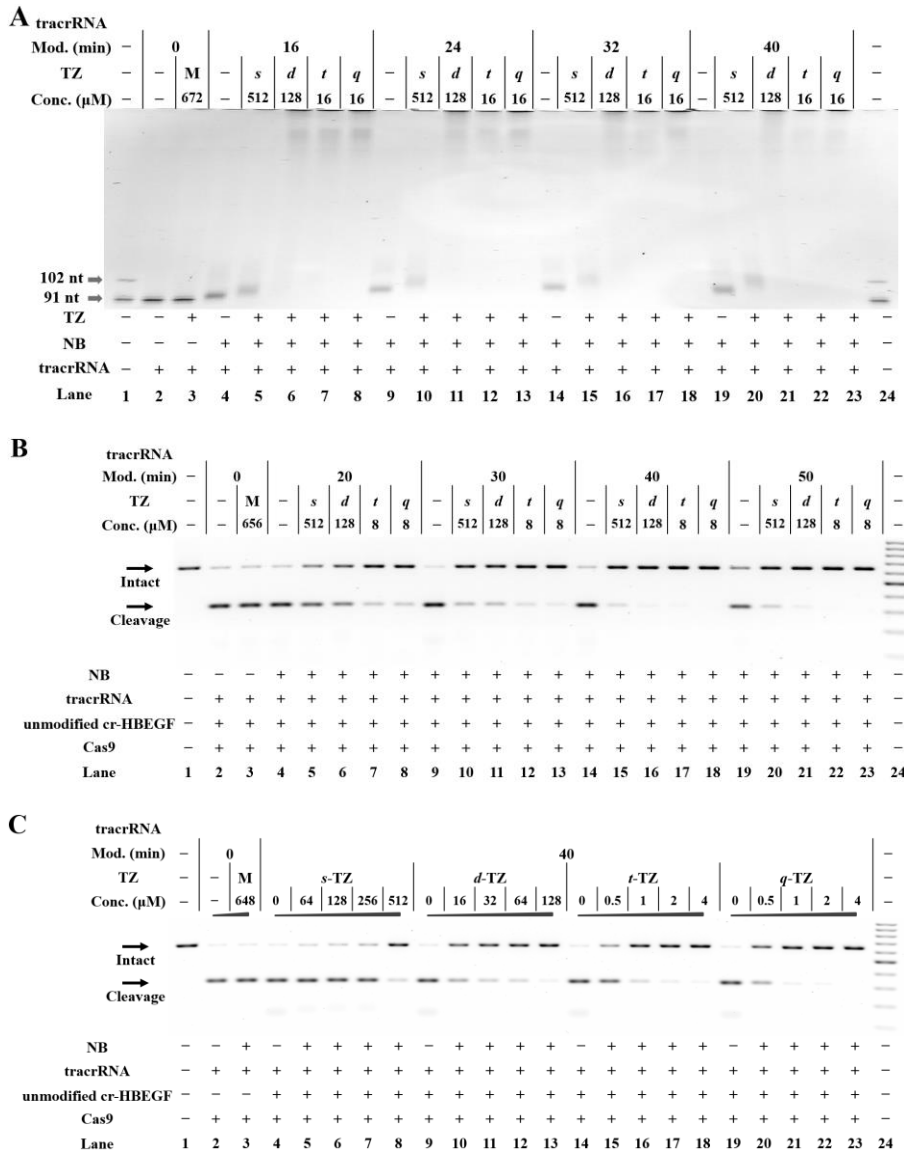 A
tracrRNA
Mod. (min) – 0 16 24 32 40 –
TZ – – M – s d t q – s d t q – s d t q – s d t q –
Conc. (μM) – – 672 – 512 128 16 16 – 512 128 16 16 – 512 128 16 16 – 512 128 16 16 –
102 nt
91 nt
TZ – – + – + + + + – + + + + – + + + + – + + + + –
NB – – – + + + + + + + + + + + + + + + + + + + + –
tracrRNA – + + + + + + + + + + + + + + + + + + + + + + –
Lane 1 2 3 4 5 6 7 8 9 10 11 12 13 14 15 16 17 18 19 20 21 22 23 24
B
tracrRNA
Mod. (min) – 0 20 30 40 50 –
TZ – – M – s d t q – s d t q – s d t q – s d t q –
Conc. (μM) – – 656 – 512 128 8 8 – 512 128 8 8 – 512 128 8 8 – 512 128 8 8 –
Intact
Cleavage
NB – – – + + + + + + + + + + + + + + + + + + + + –
tracrRNA – + + + + + + + + + + + + + + + + + + + + + + –
unmodified cr-HBEGF – + + + + + + + + + + + + + + + + + + + + + + –
Cas9 – + + + + + + + + + + + + + + + + + + + + + + –
Lane 1 2 3 4 5 6 7 8 9 10 11 12 13 14 15 16 17 18 19 20 21 22 23 24
C
tracrRNA
Mod. (min) – 0 40 –
TZ – – M s-TZ d-TZ t-TZ q-TZ –
Conc. (μM) – – 648 0 64 128 256 512 0 16 32 64 128 0 0.5 1 2 4 0 0.5 1 2 4 –
Intact
Cleavage
NB – – + – + + + + – + + + + – + + + + – + + + + –
tracrRNA – + + + + + + + + + + + + + + + + + + + + + + –
unmodified cr-HBEGF – – – + + + + + + + + + + + + + + + + + + + + –
Cas9 – + + + + + + + + + + + + + + + + + + + + + + –
Lane 1 2 3 4 5 6 7 8 9 10 11 12 13 14 15 16 17 18 19 20 21 22 23 24